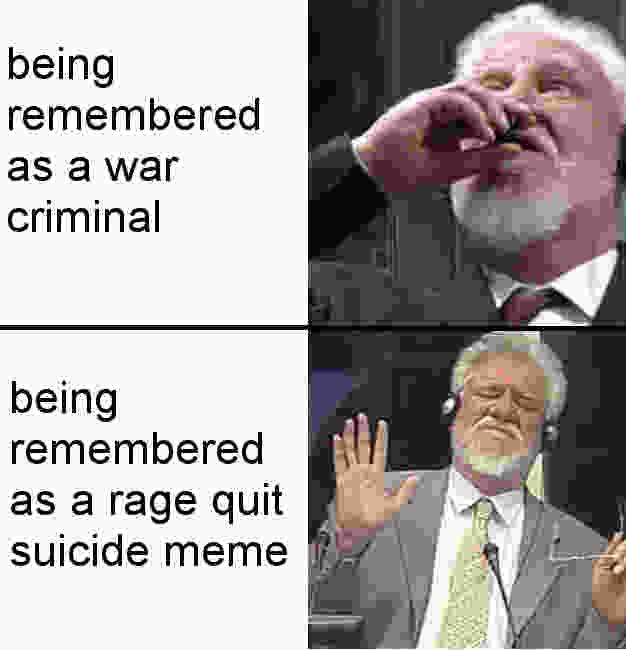 being
remembered
as a war
criminal
being
remembered
as a rage quit
suicide meme